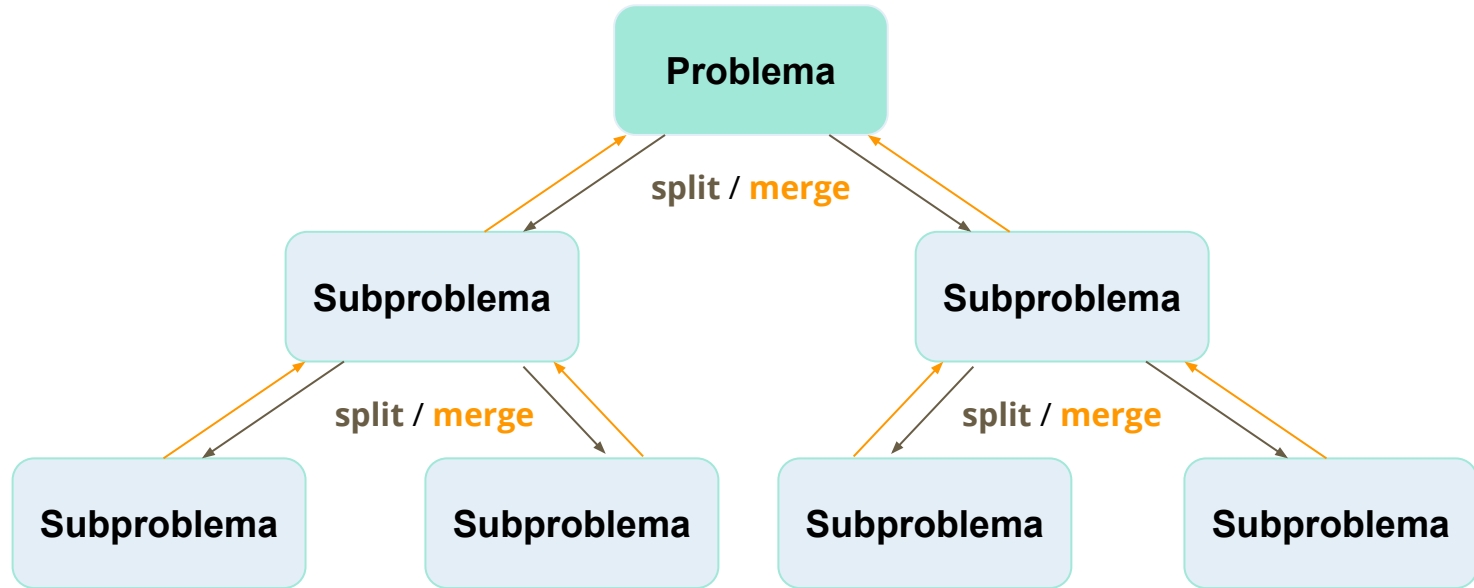 Problema
split / merge
Subproblema
Subproblema
split / merge
split / merge
Subproblema
Subproblema
Subproblema
Subproblema